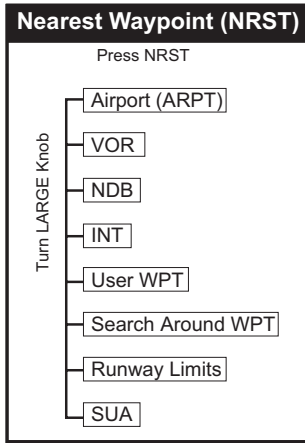 Nearest Waypoint (NRST)
Press NRST
Turn LARGE Knob
Airport (ARPT)
VOR
NDB
INT
User WPT
Search Around WPT
Runway Limits
SUA